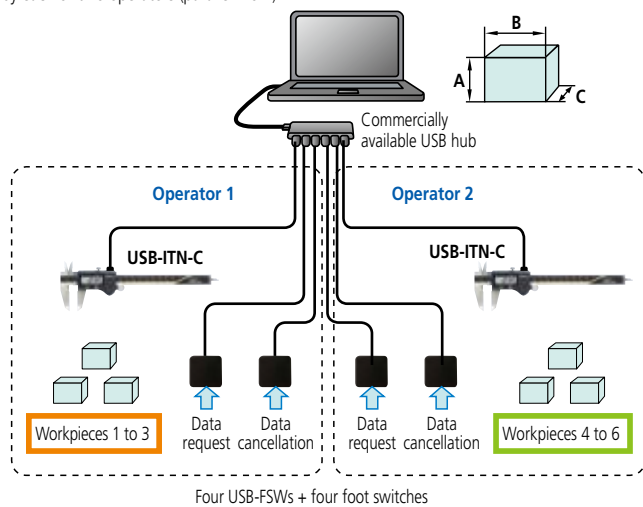 B
A
C
Commercially
available USB hub
Operator 1
Operator 2
USB-ITN-C
USB-ITN-C
Workpieces 1 to 3
Data
request
Data
cancellation
Data
request
Data
cancellation
Workpieces 4 to 6
Four USB-FSWs + four foot switches